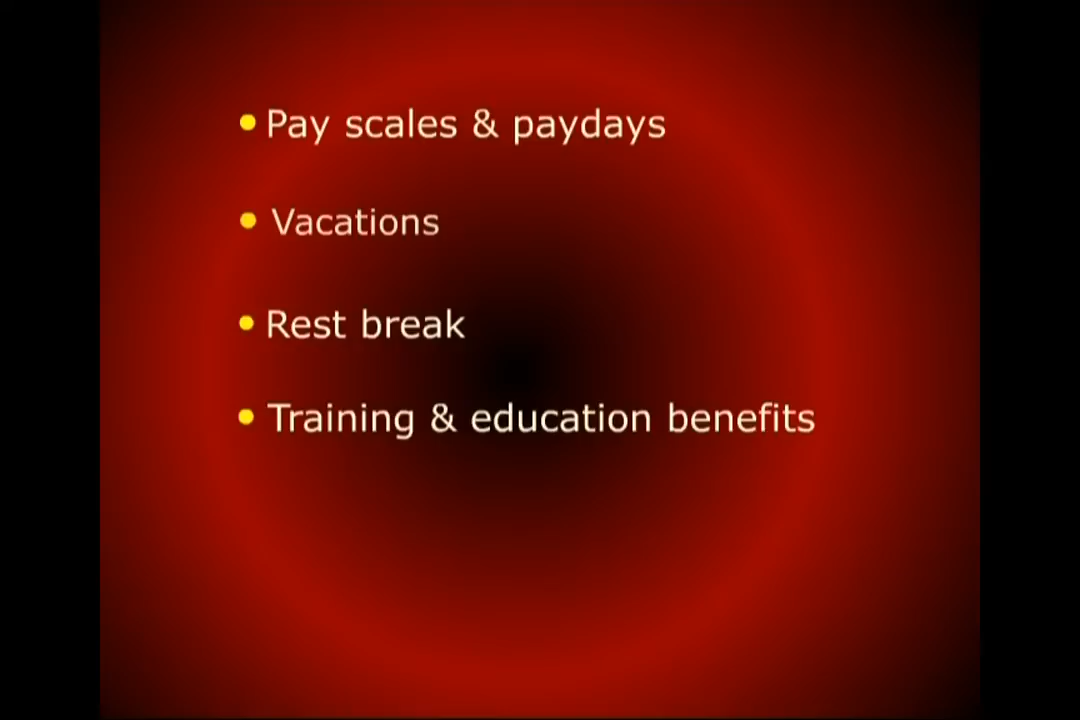 • Pay scales & paydays
• Vacations
• Rest break
• Training & education benefits